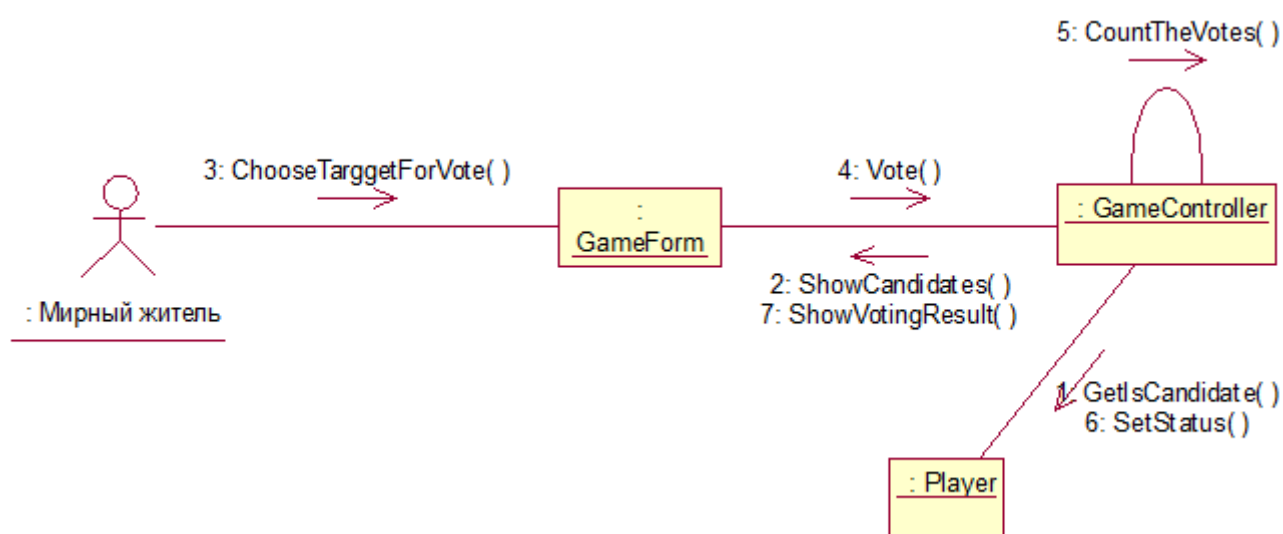 5: CountTheVotes( )
3: ChooseTarggetForVote( )
4: Vote( )
: GameController
:
GameForm
2: ShowCandidates( )
7: ShowVotingResult( )
: Мирный житель
1: GetIsCandidate( )
6: SetStatus( )
: Player